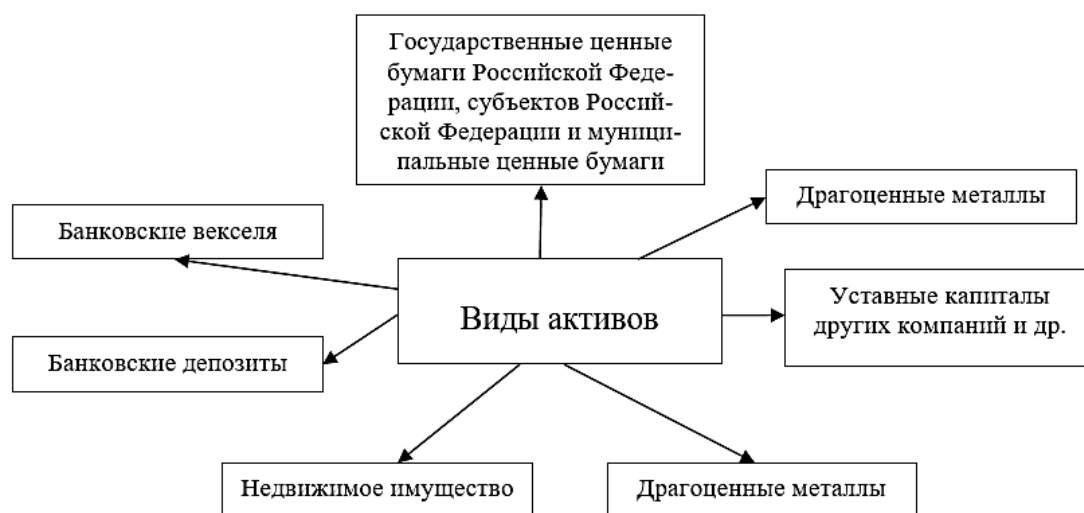 Государственные ценные
бумаги Российской Феде-
рации, субъектов Россий-
ской Федерации и муници-
пальные ценные бумаги
Драгоценные металлы
Банковские векселя
Виды активов
Уставные капиталы
других компаний и др.
Банковские депозиты
Недвижимое имущество
Драгоценные металлы